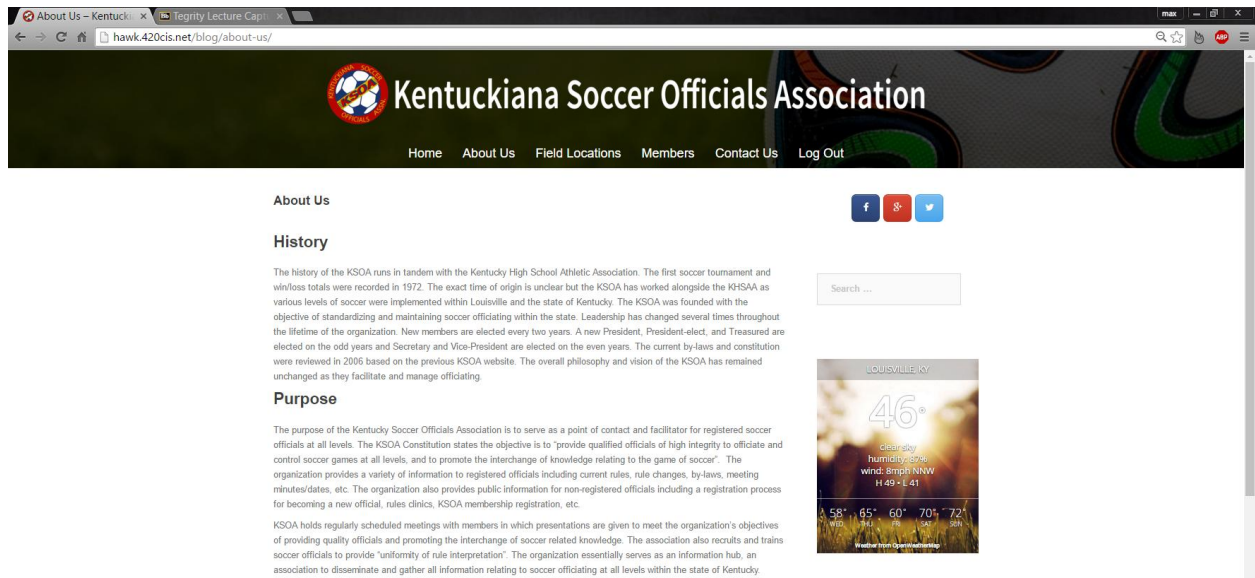 About Us – Kentucki
Tegrity Lecture Capt
max
hawk.420cis.net/blog/about-us/
ABP
KENTUCKIANA SOCCER
KSOA
OFFICIALS ASSN.
Kentuckiana Soccer Officials Association
Home About Us Field Locations Members Contact Us Log Out
About Us
History
The history of the KSOA runs in tandem with the Kentucky High School Athletic Association. The first soccer tournament and
win/loss totals were recorded in 1972. The exact time of origin is unclear but the KSOA has worked alongside the KHSAA as
various levels of soccer were implemented within Louisville and the state of Kentucky. The KSOA was founded with the
objective of standardizing and maintaining soccer officiating within the state. Leadership has changed several times throughout
the lifetime of the organization. New members are elected every two years. A new President, President-elect, and Treasured are
elected on the odd years and Secretary and Vice-President are elected on the even years. The current by-laws and constitution
were reviewed in 2006 based on the previous KSOA website. The overall philosophy and vision of the KSOA has remained
unchanged as they facilitate and manage officiating.
Purpose
The purpose of the Kentucky Soccer Officials Association is to serve as a point of contact and facilitator for registered soccer
officials at all levels. The KSOA Constitution states the objective is to “provide qualified officials of high integrity to officiate and
control soccer games at all levels, and to promote the interchange of knowledge relating to the game of soccer”. The
organization provides a variety of information to registered officials including current rules, rule changes, by-laws, meeting
minutes/dates, etc. The organization also provides public information for non-registered officials including a registration process
for becoming a new official, rules clinics, KSOA membership registration, etc.
KSOA holds regularly scheduled meetings with members in which presentations are given to meet the organization’s objectives
of providing quality officials and promoting the interchange of soccer related knowledge. The association also recruits and trains
soccer officials to provide “uniformity of rule interpretation”. The organization essentially serves as an information hub, an
association to disseminate and gather all information relating to soccer officiating at all levels within the state of Kentucky.
Search …
LOUISVILLE, KY
46°
clear sky
humidity: 87%
wind: 8mph NNW
H 49 • L 41
58° 65° 60° 70° 72°
WED THU FRI SAT SUN
Weather from OpenWeatherMap